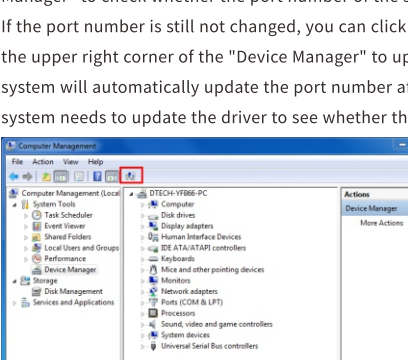 Manager" to check whether the port number of the s
If the port number is still not changed, you can click
the upper right corner of the "Device Manager" to up
system will automatically update the port number af
system needs to update the driver to see whether th
Computer Management
File Action View Help
Computer Management (Local
System Tools
Task Scheduler
Event Viewer
Shared Folders
Local Users and Groups
Performance
Device Manager
Storage
Disk Management
Services and Applications
DTECH-YFB66-PC
Computer
Disk drives
Display adapters
Human Interface Devices
IDE ATA/ATAPI controllers
Keyboards
Mice and other pointing devices
Monitors
Network adapters
Ports (COM & LPT)
Processors
Sound, video and game controllers
System devices
Universal Serial Bus controllers
Actions
Device Manager
More Actions